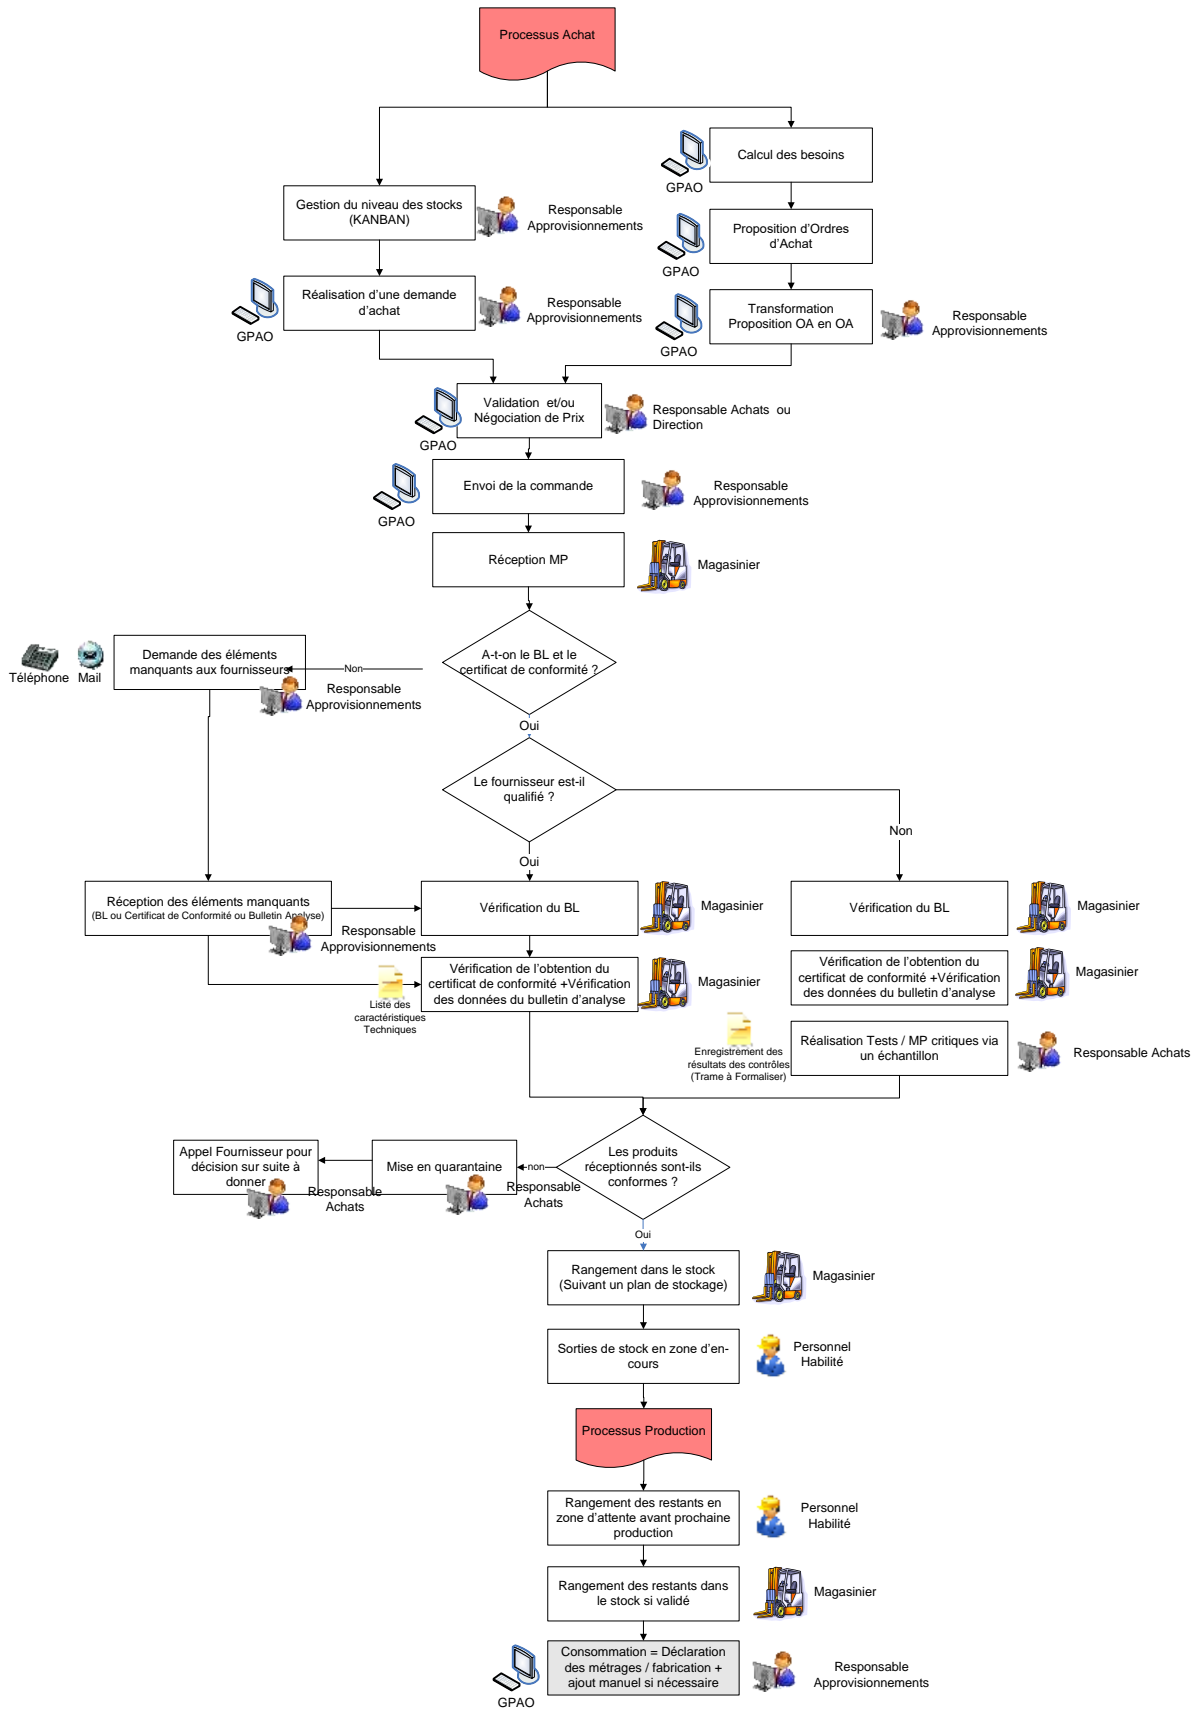 Processus Achat
Calcul des besoins
GPAO
Gestion du niveau des stocks
(KANBAN)
Responsable
Approvisionnements
Proposition d'Ordres
d'Achat
GPAO
Réalisation d'une demande
d'achat
GPAO
Responsable
Approvisionnements
Transformation
Proposition OA en OA
GPAO
Responsable
Approvisionnements
Validation et/ou
Négociation de Prix
GPAO
Responsable Achats ou
Direction
Envoi de la commande
GPAO
Responsable
Approvisionnements
Réception MP
Magasinier
A-t-on le BL et le
certificat de conformité ?
Non
Demande des éléments
manquants aux fournisseurs
Téléphone
Mail
Responsable
Approvisionnements
Oui
Le fournisseur est-il
qualifié ?
Non
Oui
Réception des éléments manquants
(BL ou Certificat de Conformité ou Bulletin Analyse)
Responsable
Approvisionnements
Vérification du BL
Magasinier
Vérification du BL
Magasinier
Vérification de l'obtention du
certificat de conformité +Vérification
des données du bulletin d'analyse
Magasinier
Liste des
caractéristiques
Techniques
Vérification de l'obtention du
certificat de conformité +Vérification
des données du bulletin d'analyse
Magasinier
Enregistrement des
résultats des contrôles
(Trame à Formaliser)
Réalisation Tests / MP critiques via
un échantillon
Responsable Achats
Les produits
réceptionnés sont-ils
conformes ?
non
Mise en quarantaine
Responsable
Achats
Appel Fournisseur pour
décision sur suite à
donner
Responsable
Achats
Oui
Rangement dans le stock
(Suivant un plan de stockage)
Magasinier
Sorties de stock en zone d'en-
cours
Personnel
Habilité
Processus Production
Rangement des restants en
zone d'attente avant prochaine
production
Personnel
Habilité
Rangement des restants dans
le stock si validé
Magasinier
Consommation = Déclaration
des métrages / fabrication +
ajout manuel si nécessaire
GPAO
Responsable
Approvisionnements